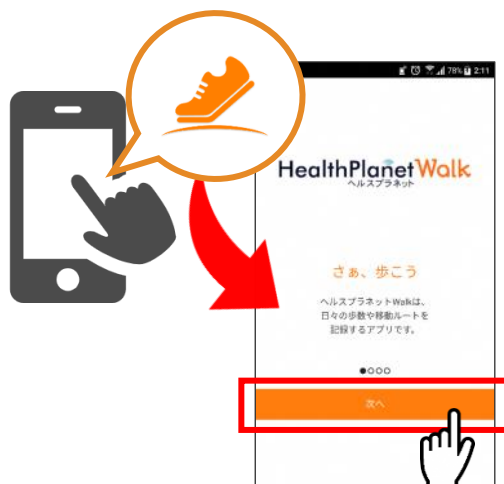 78% 2:11
HealthPlanet Walk
ヘルスプラネット
さぁ、歩こう
ヘルスプラネットWalkは、
日々の歩数や移動ルートを
記録するアプリです。
次へ